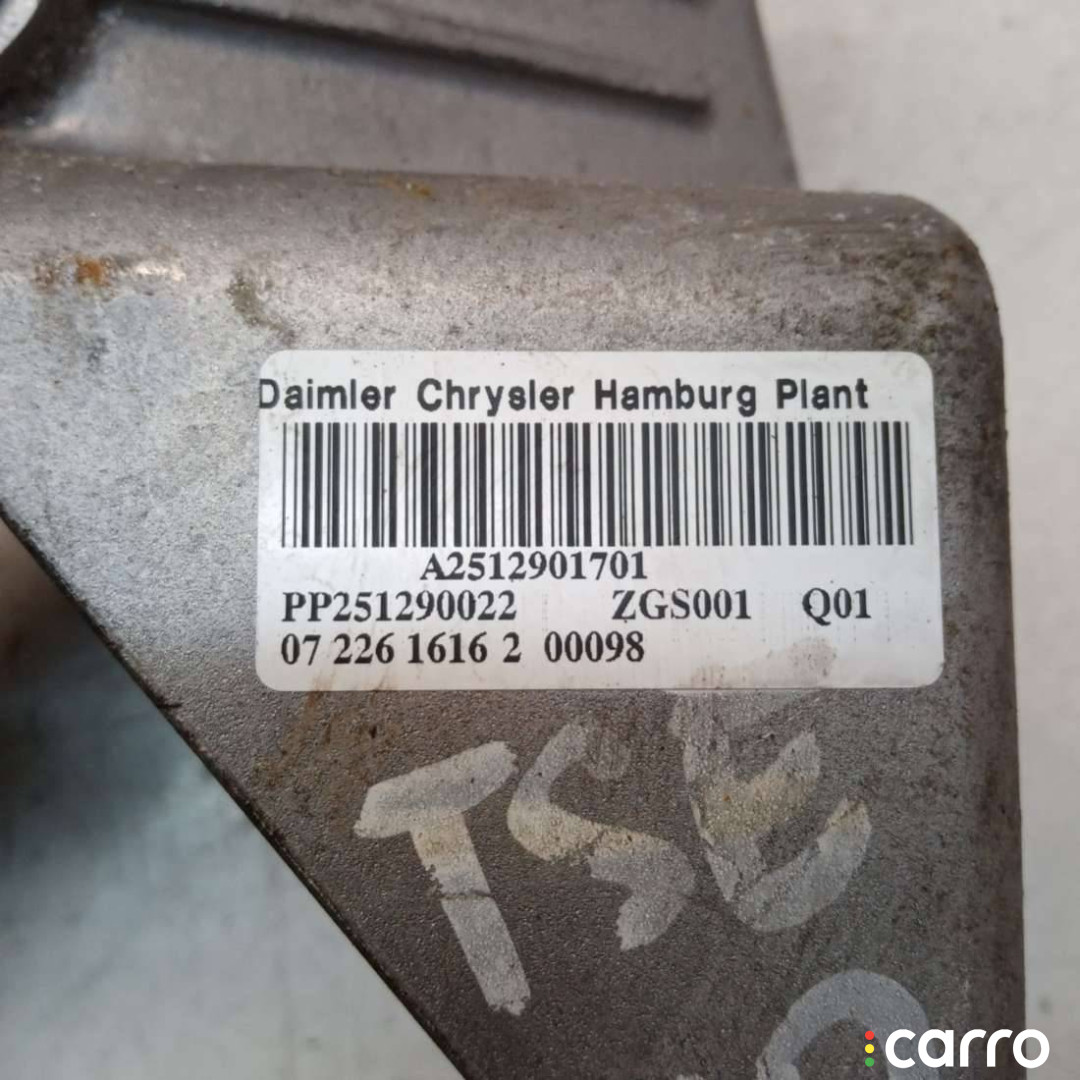 Daimler Chrysler Hamburg Plant
A2512901701
PP251290022 ZGS001 Q01
07 226 1616 2 00098
TSE
carro